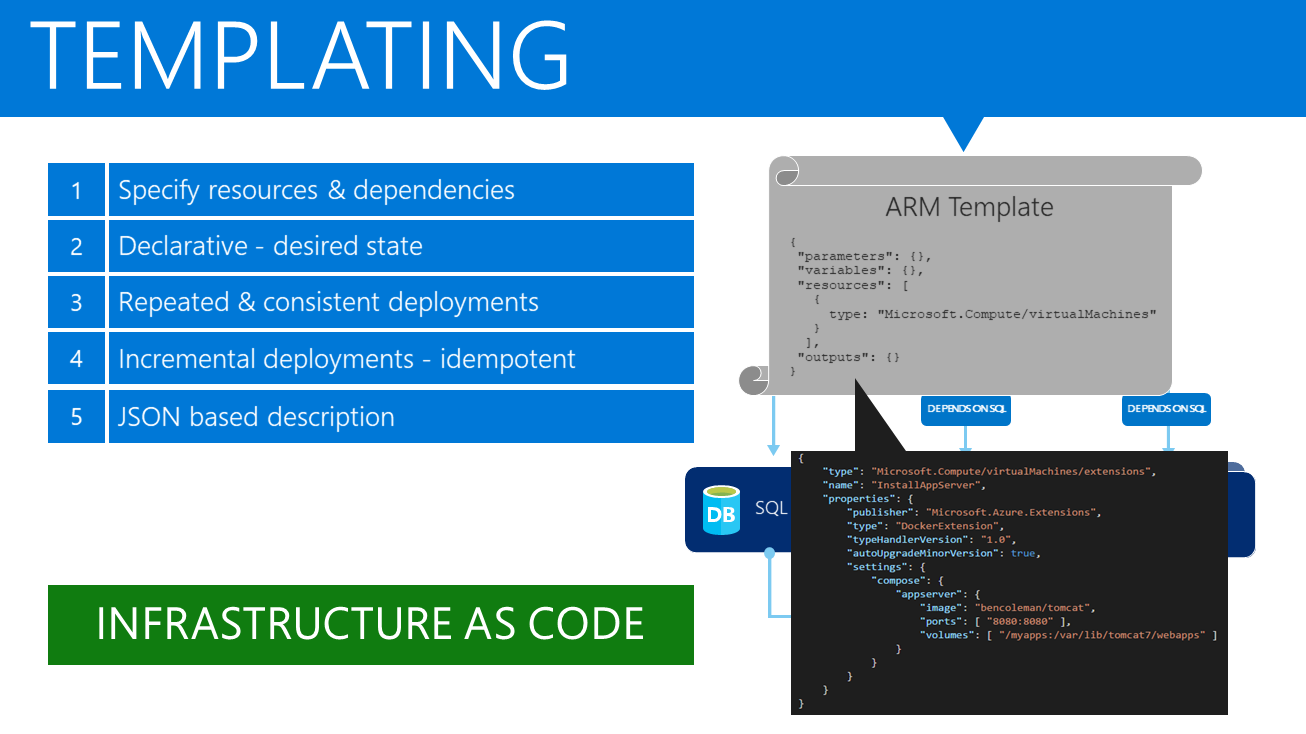 TEMPLATING
1 Specify resources & dependencies
2 Declarative - desired state
3 Repeated & consistent deployments
4 Incremental deployments - idempotent
5 JSON based description
INFRASTRUCTURE AS CODE
ARM Template
{
"parameters": {},
"variables": {},
"resources": [
{
type: "Microsoft.Compute/virtualMachines"
}
],
"outputs": {}
}
DEPENDS ON SQL
DEPENDS ON SQL
DB
SQL
{
"type": "Microsoft.Compute/virtualMachines/extensions",
"name": "InstallAppServer",
"properties": {
"publisher": "Microsoft.Azure.Extensions",
"type": "DockerExtension",
"typeHandlerVersion": "1.0",
"autoUpgradeMinorVersion": true,
"settings": {
"compose": {
"appserver": {
"image": "bencoleman/tomcat",
"ports": [ "8080:8080" ],
"volumes": [ "/myapps:/var/lib/tomcat7/webapps" ]
}
}
}
}
}